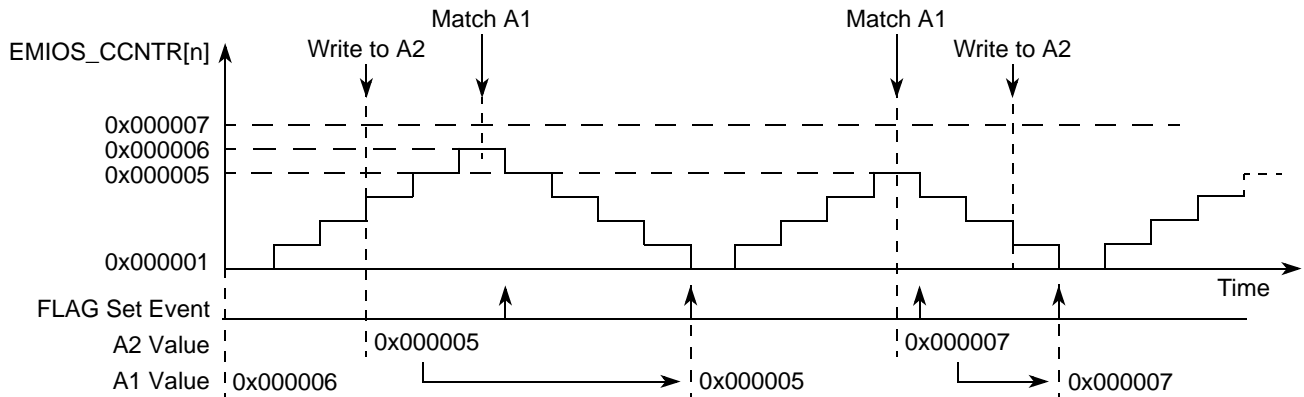 Match A1
Match A1
EMIOS_CCNTR[n]
Write to A2
Write to A2
0x000007
0x000006
0x000005
0x000001
Time
FLAG Set Event
A2 Value
0x000005
0x000007
A1 Value
0x000006
0x000005
0x000007